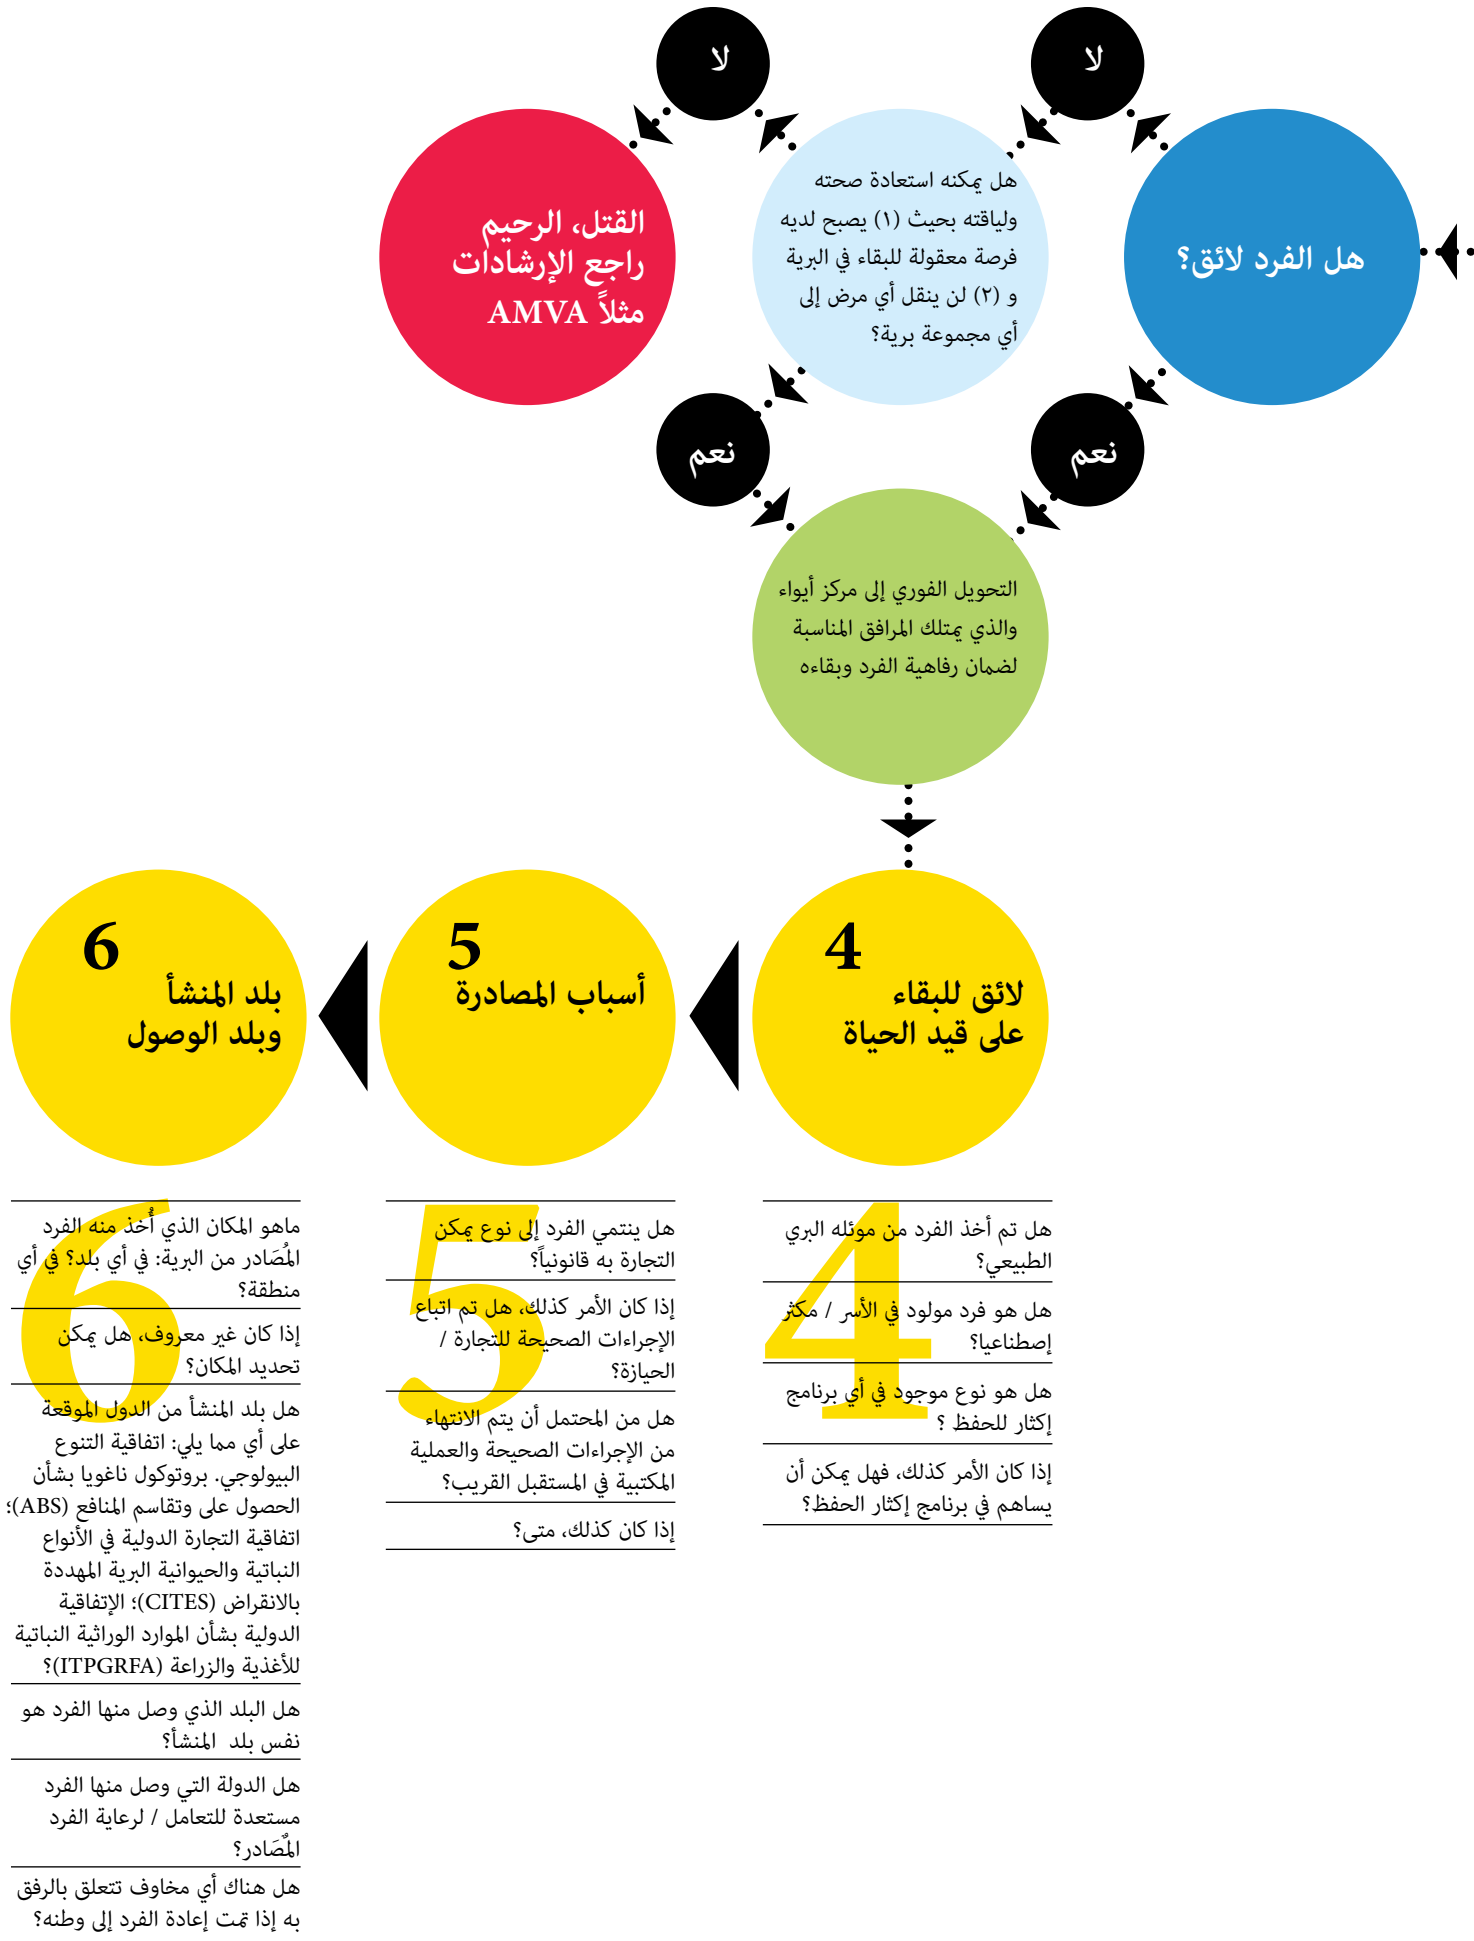 لا
لا
هل الفرد لائق؟
هل يمكنه استعادة صحته
ولياقته بحيث (١) يصبح لديه
فرصة معقولة للبقاء في البرية
و (٢) لن ينقل أي مرض إلى
أي مجموعة برية؟
القتل، الرحيم
راجع الإرشادات
مثلاً AMVA
نعم
نعم
التحويل الفوري إلى مركز أيواء
والذي يمتلك المرافق المناسبة
لضمان رفاهية الفرد وبقاءه
4
لائق للبقاء
على قيد الحياة
5
أسباب المصادرة
6
بلد المنشأ
وبلد الوصول
4
هل تم أخذ الفرد من موئله البري
الطبيعي؟
هل هو فرد مولود في الأسر / مكثر
إصطناعيا؟
هل هو نوع موجود في أي برنامج
إكثار للحفظ ؟
إذا كان الأمر كذلك، فهل يمكن أن
يساهم في برنامج إكثار الحفظ؟
5
هل ينتمي الفرد إلى نوع يمكن
التجارة به قانونياً؟
إذا كان الأمر كذلك، هل تم اتباع
الإجراءات الصحيحة للتجارة /
الحيازة؟
هل من المحتمل أن يتم الانتهاء
من الإجراءات الصحيحة والعملية
المكتبية في المستقبل القريب؟
إذا كان كذلك، متى؟
6
ماهو المكان الذي أُخذ منه الفرد
المُصَادر من البرية: في أي بلد؟ في أي
منطقة؟
إذا كان غير معروف، هل يمكن
تحديد المكان؟
هل بلد المنشأ من الدول الموقعة
على أي مما يلي: اتفاقية التنوع
البيولوجي. بروتوكول ناغويا بشأن
الحصول على وتقاسم المنافع (ABS)؛
اتفاقية التجارة الدولية في الأنواع
النباتية والحيوانية البرية المهددة
بالانقراض (CITES)؛ الإتفاقية
الدولية بشأن الموارد الوراثية النباتية
للأغذية والزراعة (ITPGRFA)؟
هل البلد الذي وصل منها الفرد هو
نفس بلد المنشأ؟
هل الدولة التي وصل منها الفرد
مستعدة للتعامل / لرعاية الفرد
المٌصَادر؟
هل هناك أي مخاوف تتعلق بالرفق
به إذا تمت إعادة الفرد إلى وطنه؟